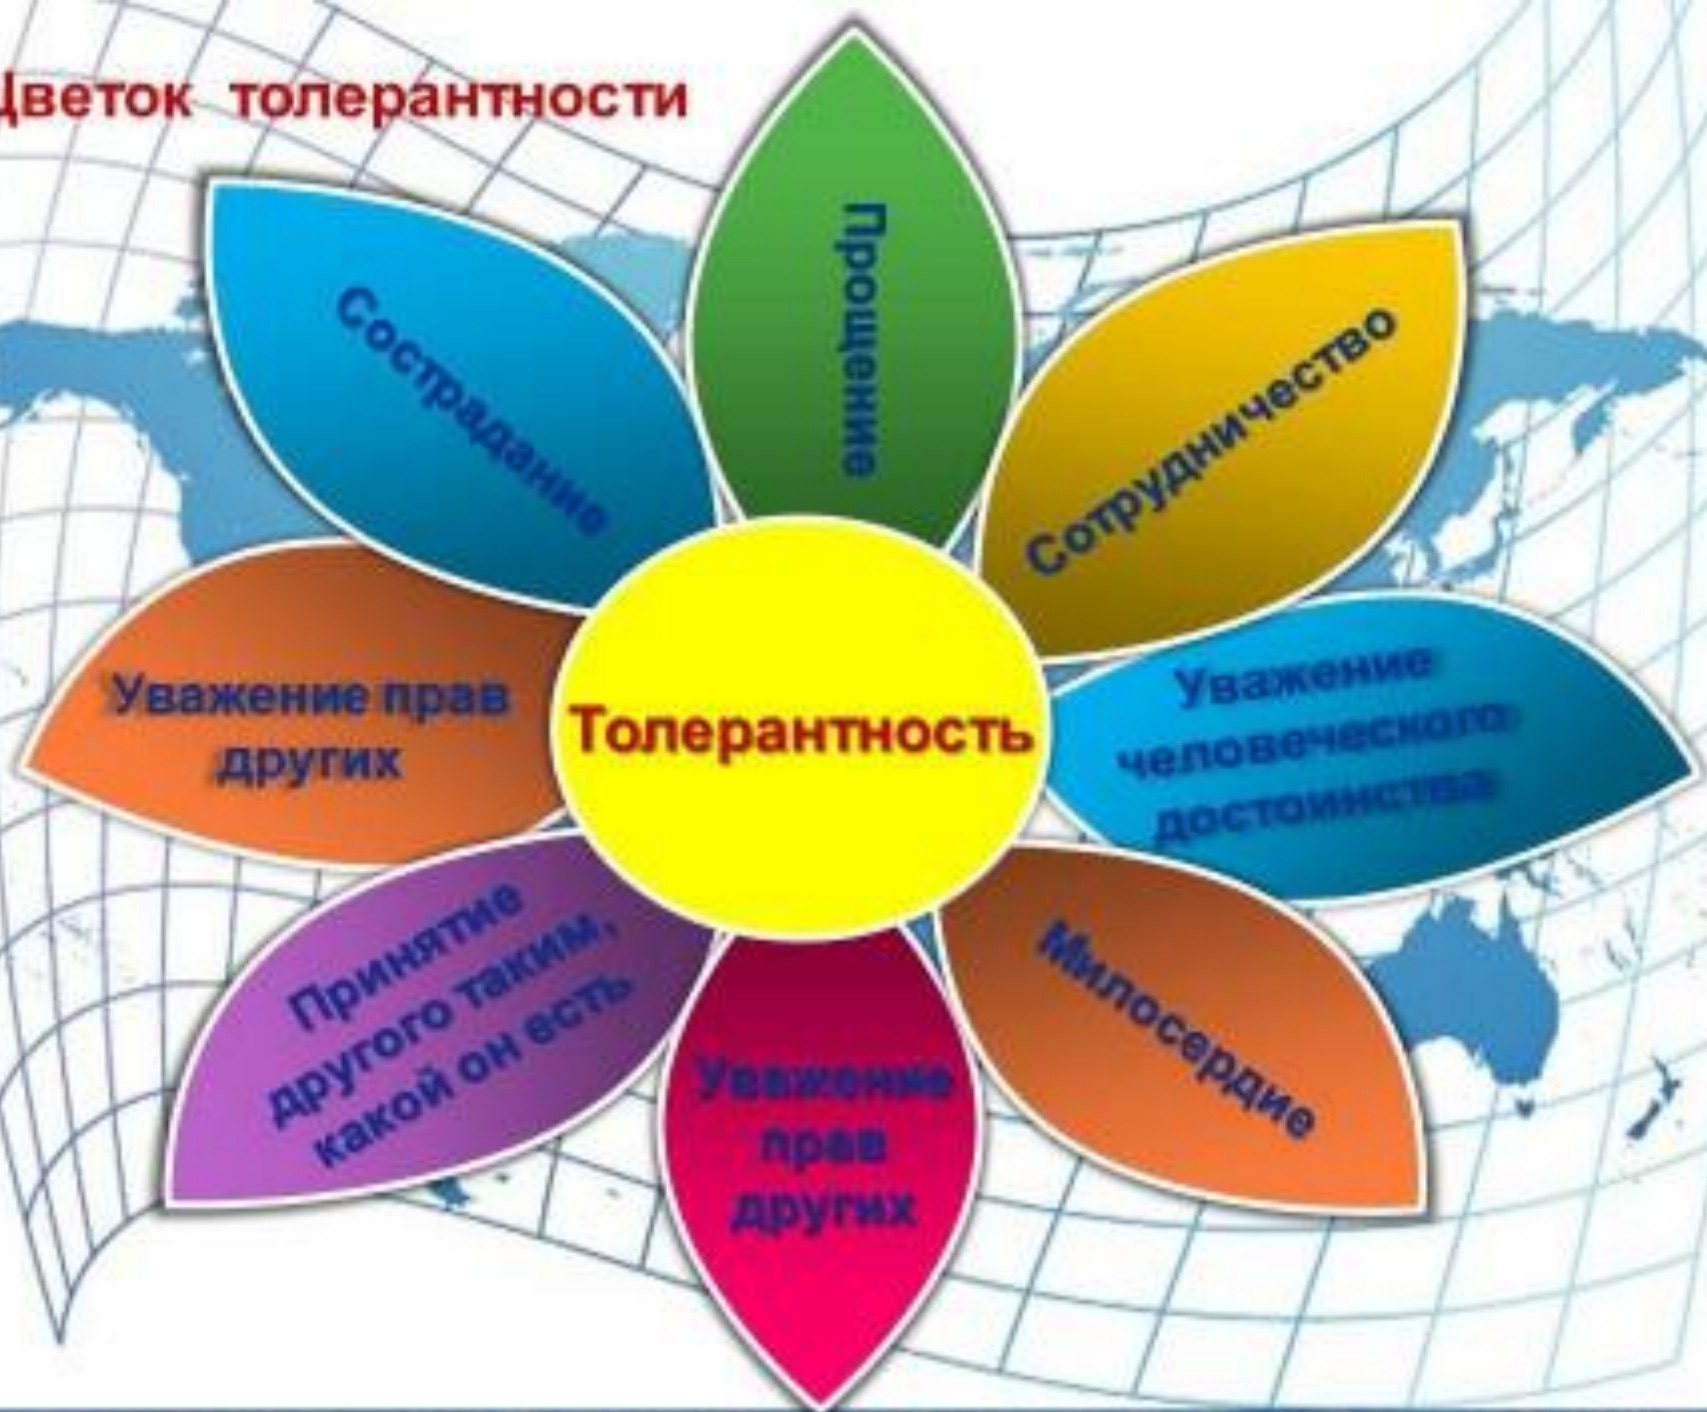 Цветок толерантности
Прощение
Сострадание
Сотрудничество
Уважение прав
других
Толерантность
Уважение
человеческого
достоинства
Принятие
другого таким,
какой он есть
Милосердие
Уважение
прав
других